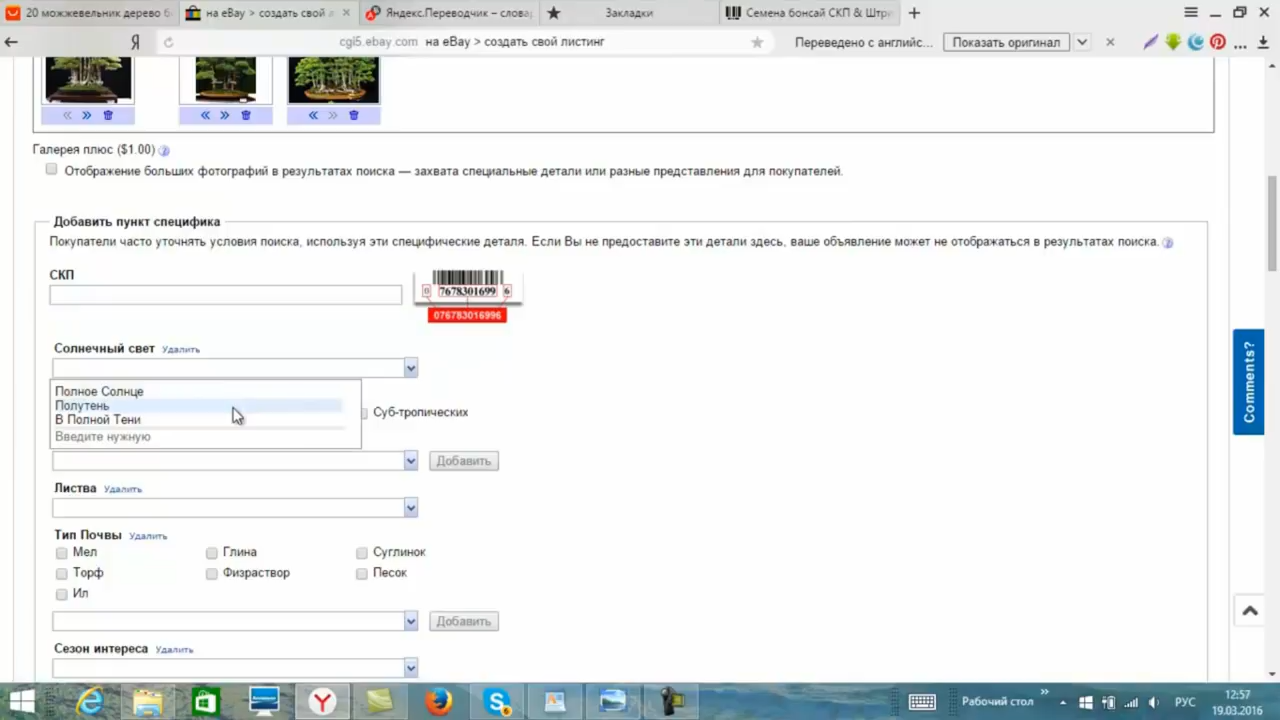 20 можжевельник дерево б
на eBay > создать свой л
Яндекс.Переводчик – словар
Закладки
Семена бонсай СКП & Штри
cgi5.ebay.com на eBay > создать свой листинг
Переведено с английс...
Показать оригинал
Галерея плюс ($1.00)
Отображение больших фотографий в результатах поиска — захвата специальные детали или разные представления для покупателей.
Добавить пункт специфика
Покупатели часто уточнять условия поиска, используя эти специфические деталя. Если Вы не предоставите эти детали здесь, ваше объявление может не отображаться в результатах поиска.
СКП
0 7678301699 6
076783016996
Солнечный свет Удалить
Полное Солнце
Полутень
В Полной Тени
Введите нужную
Суб-тропических
Добавить
Листва Удалить
Тип Почвы Удалить
Мел Глина Суглинок
Торф Физраствор Песок
Ил
Добавить
Сезон интереса Удалить
Comments?
Рабочий стол
РУС
12:57
19.03.2016